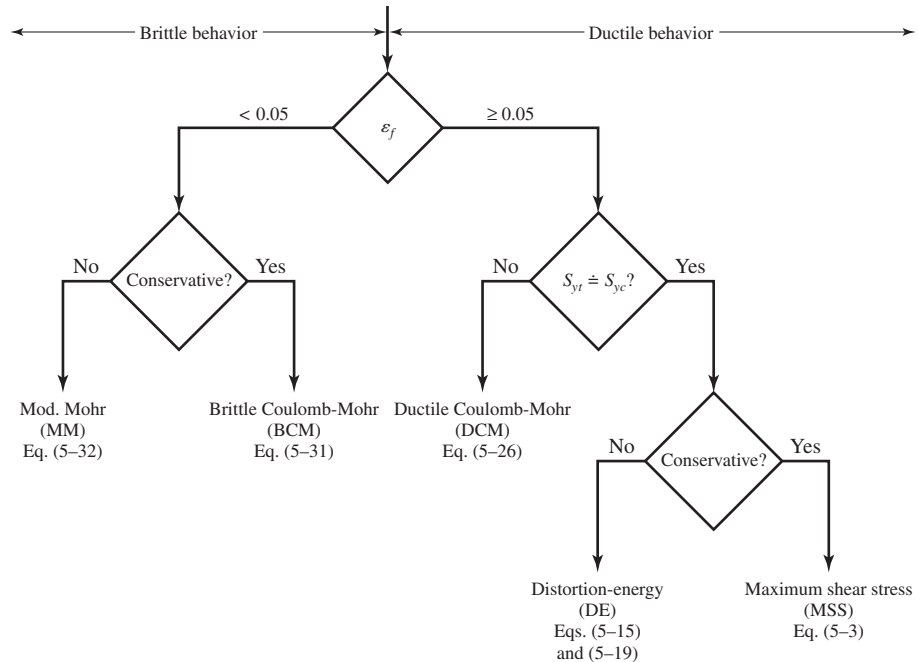 Brittle behavior
Ductile behavior
< 0.05
ε_f
≥ 0.05
No
Conservative?
Yes
No
S_yt ≐ S_yc?
Yes
Mod. Mohr
(MM)
Eq. (5–32)
Brittle Coulomb-Mohr
(BCM)
Eq. (5–31)
Ductile Coulomb-Mohr
(DCM)
Eq. (5–26)
No
Conservative?
Yes
Distortion-energy
(DE)
Eqs. (5–15)
and (5–19)
Maximum shear stress
(MSS)
Eq. (5–3)